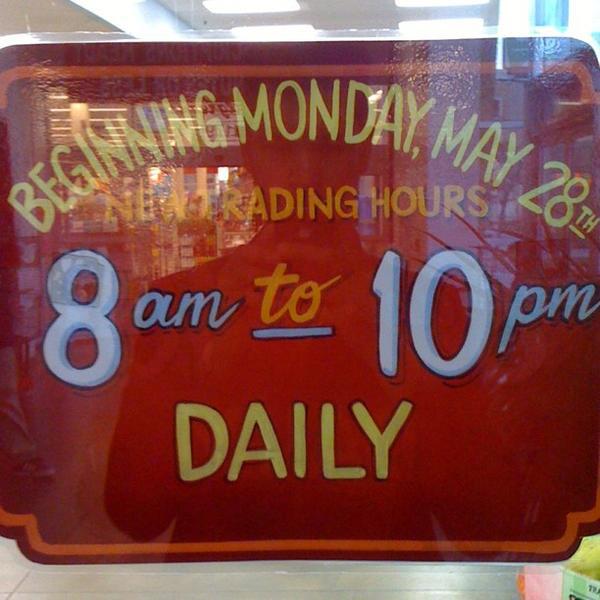 BEGINNING MONDAY, MAY 28TH
NEW TRADING HOURS
8 am to 10 pm
DAILY